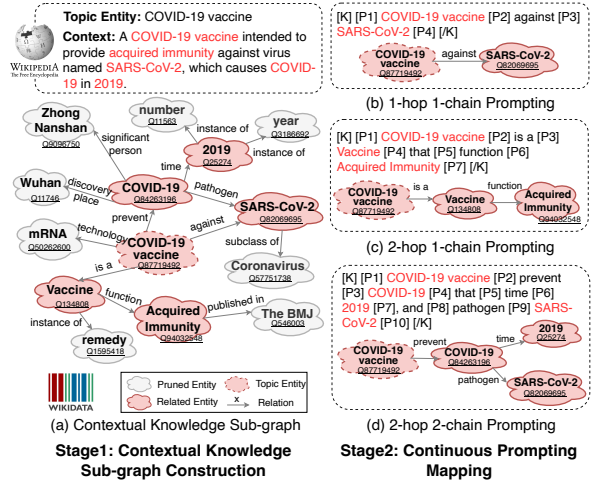 Topic Entity: COVID-19 vaccine
Context: A COVID-19 vaccine intended to
provide acquired immunity against virus
named SARS-CoV-2, which causes COVID-
19 in 2019.
WIKIPEDIA
The Free Encyclopedia
Zhong
Nanshan
Q9096750
number
Q11563
year
Q3186692
significant
person
instance of
instance of
2019
Q25274
time
Wuhan
Q11746
discovery
place
COVID-19
Q84263196
pathogen
SARS-CoV-2
Q82069695
prevent
against
mRNA
Q50262600
technology
COVID-19
vaccine
Q87719492
subclass of
Coronavirus
Q57751738
is a
Vaccine
Q134808
function
Acquired
Immunity
Q94032548
published in
The BMJ
Q546003
instance of
remedy
Q1595418
WIKIDATA
Pruned Entity
Topic Entity
Related Entity
x
Relation
(a) Contextual Knowledge Sub-graph
Stage1: Contextual Knowledge
Sub-graph Construction
[K] [P1] COVID-19 vaccine [P2] against [P3]
SARS-CoV-2 [P4] [/K]
COVID-19
vaccine
Q87719492
against
SARS-CoV-2
Q82069695
(b) 1-hop 1-chain Prompting
[K] [P1] COVID-19 vaccine [P2] is a [P3]
Vaccine [P4] that [P5] function [P6]
Acquired Immunity [P7] [/K]
COVID-19
vaccine
Q87719492
is a
Vaccine
Q134808
function
Acquired
Immunity
Q94032548
(c) 2-hop 1-chain Prompting
[K] [P1] COVID-19 vaccine [P2] prevent
[P3] COVID-19 [P4] that [P5] time [P6]
2019 [P7], and [P8] pathogen [P9] SARS-
CoV-2 [P10] [/K]
COVID-19
vaccine
Q87719492
prevent
COVID-19
Q84263196
time
2019
Q25274
pathogen
SARS-CoV-2
Q82069695
(d) 2-hop 2-chain Prompting
Stage2: Continuous Prompting
Mapping